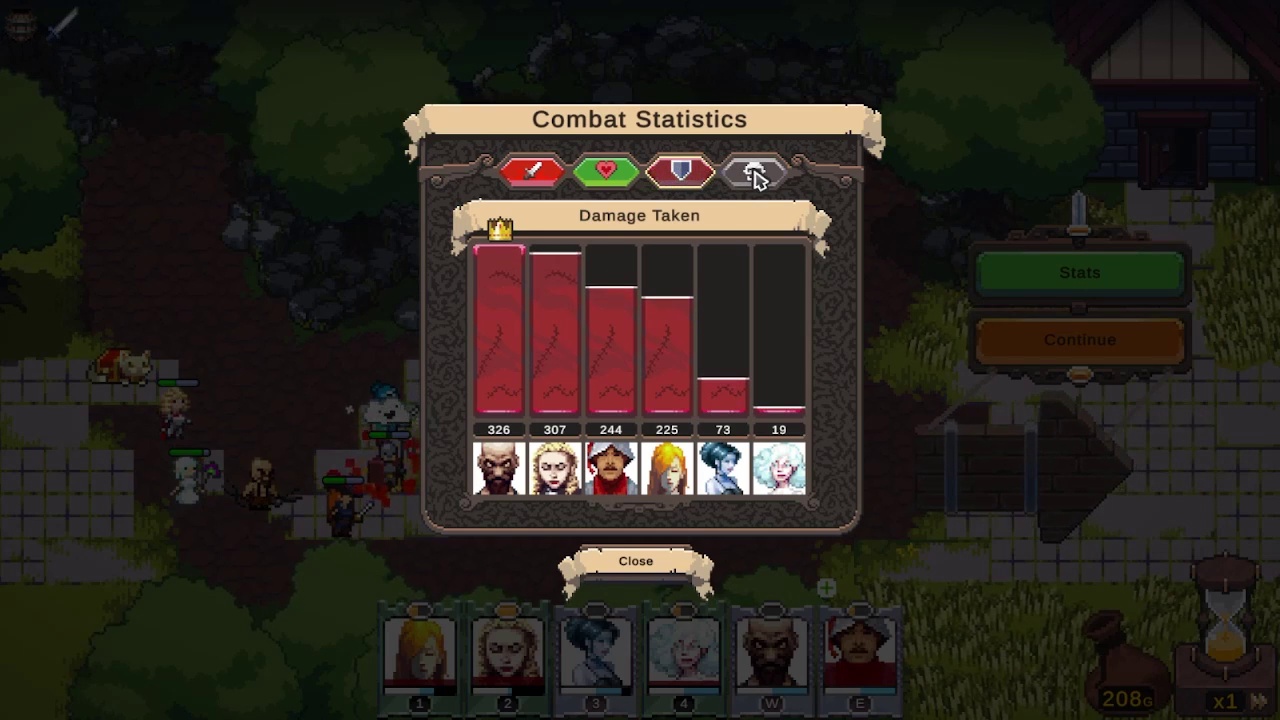 Combat Statistics
Damage Taken
326 307 244 225 73 19
Close
Stats
Continue
1 2 3 4 W E
208G
x1